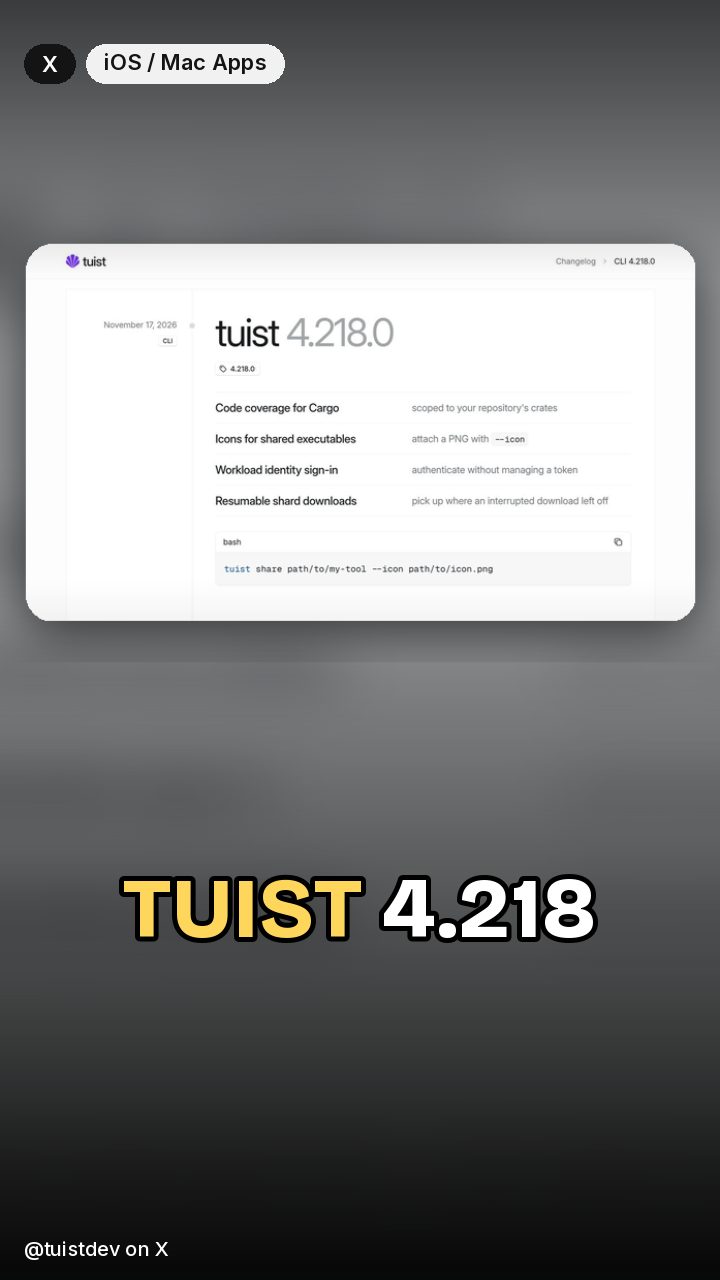 X
iOS / Mac Apps
tuist
Changelog > CLI 4.218.0
November 17, 2026
CLI
tuist 4.218.0
4.218.0
Code coverage for Cargo scoped to your repository's crates
Icons for shared executables attach a PNG with --icon
Workload identity sign-in authenticate without managing a token
Resumable shard downloads pick up where an interrupted download left off
bash
tuist share path/to/my-tool --icon path/to/icon.png
TUIST 4.218
@tuistdev on X